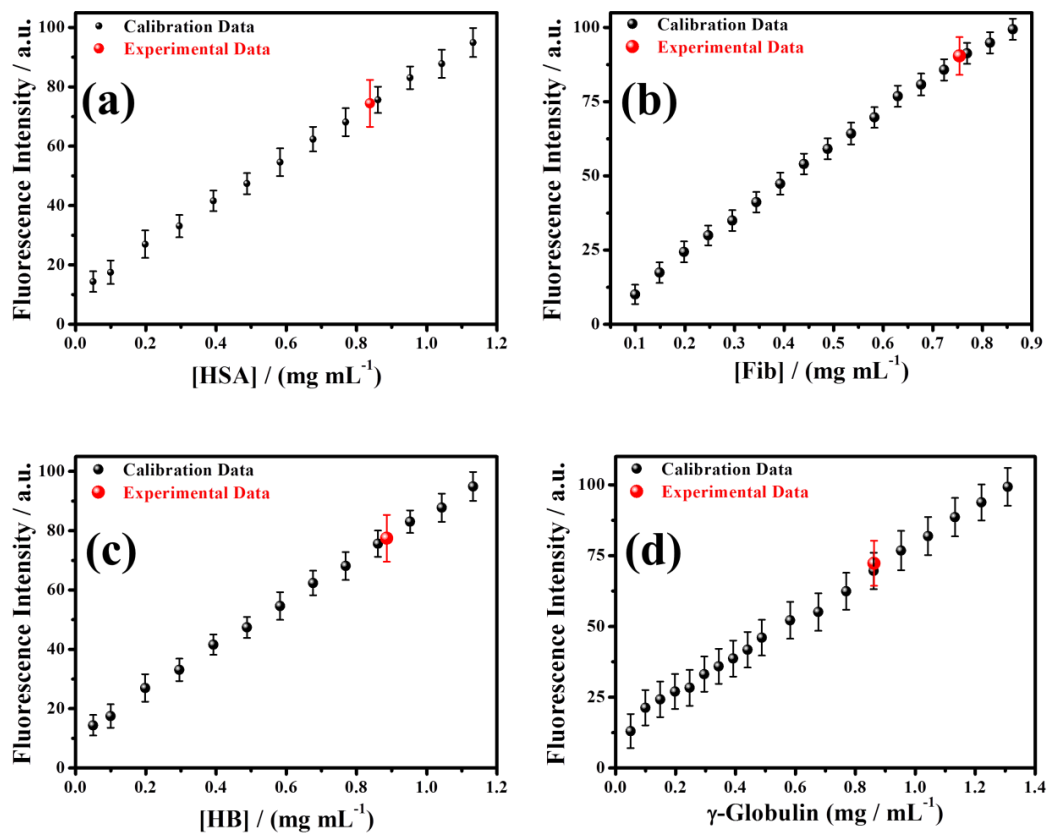 Calibration Data
Experimental Data
(a)
Fluorescence Intensity / a.u.
100
80
60
40
20
0
0.0 0.2 0.4 0.6 0.8 1.0 1.2
[HSA] / (mg mL⁻¹)
Calibration Data
Experimental Data
(b)
Fluorescence Intensity / a.u.
100
75
50
25
0
0.1 0.2 0.3 0.4 0.5 0.6 0.7 0.8 0.9
[Fib] / (mg mL⁻¹)
Calibration Data
Experimental Data
(c)
Fluorescence Intensity / a.u.
100
80
60
40
20
0
0.0 0.2 0.4 0.6 0.8 1.0 1.2
[HB] / (mg mL⁻¹)
Calibration Data
Experimental Data
(d)
Fluorescence Intensity / a.u.
100
75
50
25
0
0.0 0.2 0.4 0.6 0.8 1.0 1.2 1.4
γ-Globulin (mg / mL⁻¹)